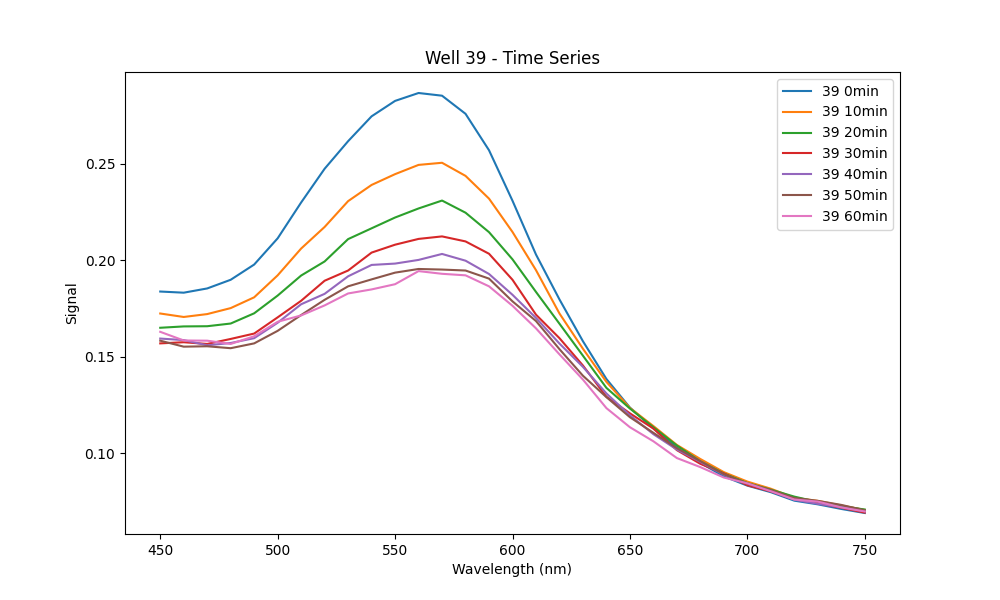 Well 39 - Time Series
39 0min
39 10min
39 20min
39 30min
39 40min
39 50min
39 60min
Signal
0.25
0.20
0.15
0.10
450 500 550 600 650 700 750
Wavelength (nm)